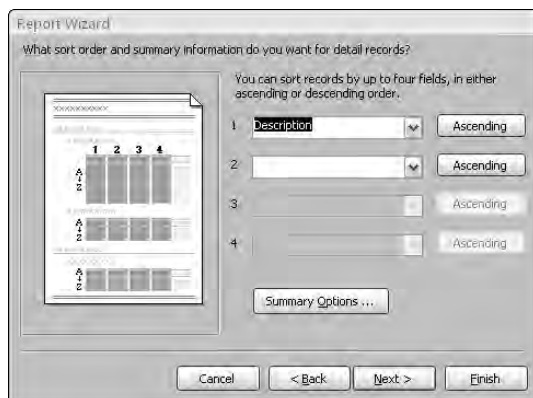 Report Wizard
What sort order and summary information do you want for detail records?
You can sort records by up to four fields, in either
ascending or descending order.
1 Description Ascending
2 Ascending
3 Ascending
4 Ascending
1 2 3 4
A
Z
A
Z
A
Z
Summary Options ...
Cancel < Back Next > Finish